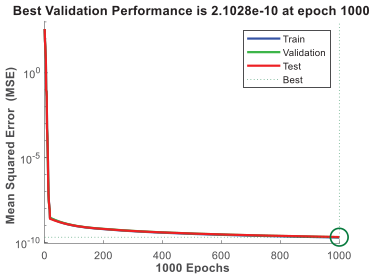 Best Validation Performance is 2.1028e-10 at epoch 1000
Train
Validation
Test
Best
Mean Squared Error (MSE)
10^0
10^-5
10^-10
0 200 400 600 800 1000
1000 Epochs